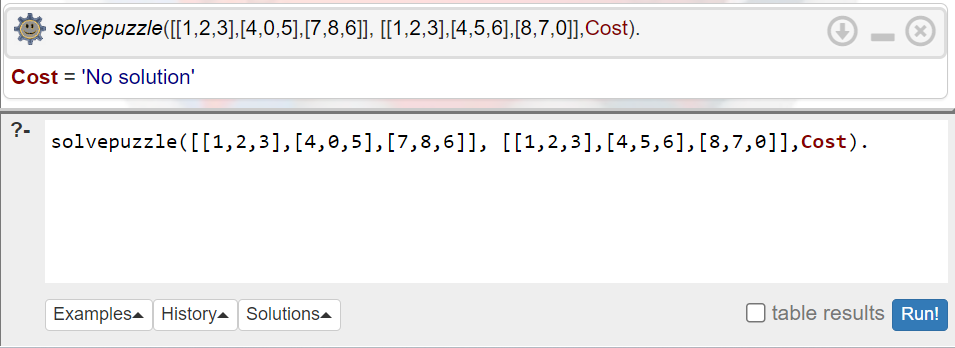 solvepuzzle([[1,2,3],[4,0,5],[7,8,6]], [[1,2,3],[4,5,6],[8,7,0]],Cost).
Cost = 'No solution'
?- solvepuzzle([[1,2,3],[4,0,5],[7,8,6]], [[1,2,3],[4,5,6],[8,7,0]],Cost).
Examples History Solutions table results Run!